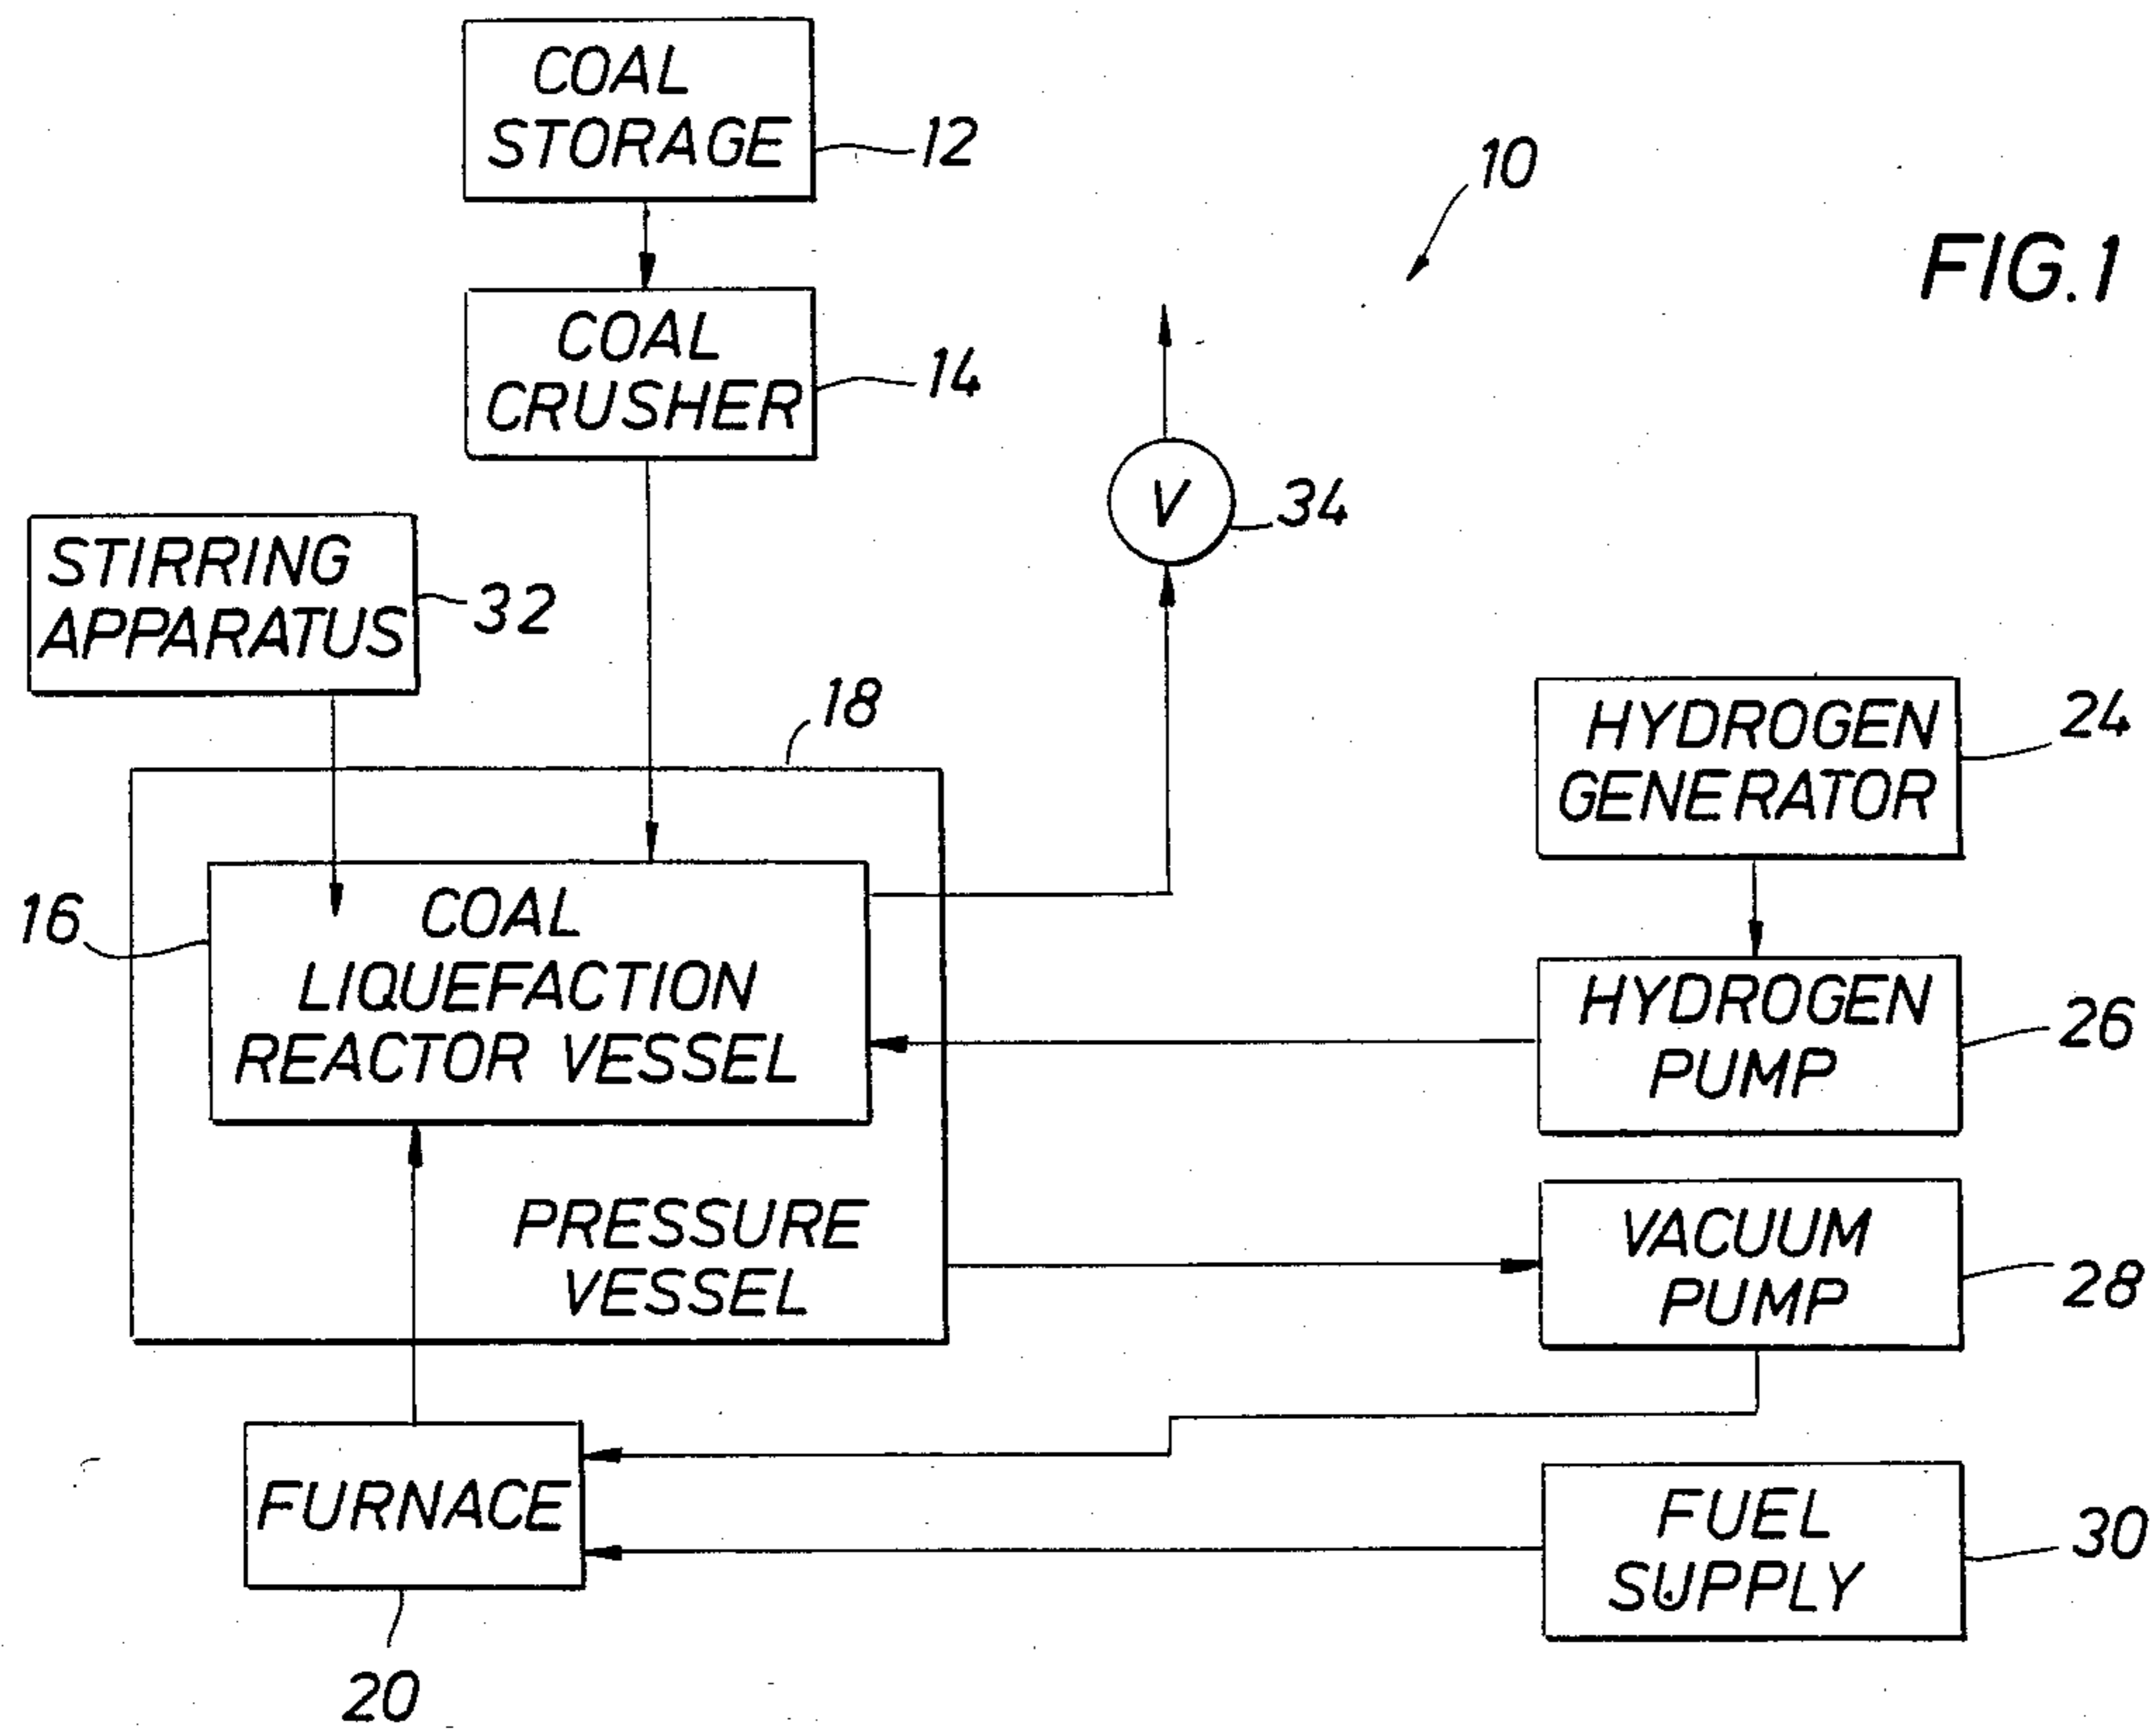 COAL
STORAGE
12
10
FIG. 1
COAL
CRUSHER
14
V
34
STIRRING
APPARATUS
32
18
HYDROGEN
GENERATOR
24
16
COAL
LIQUEFACTION
REACTOR VESSEL
HYDROGEN
PUMP
26
PRESSURE
VESSEL
VACUUM
PUMP
28
FURNACE
20
FUEL
SUPPLY
30